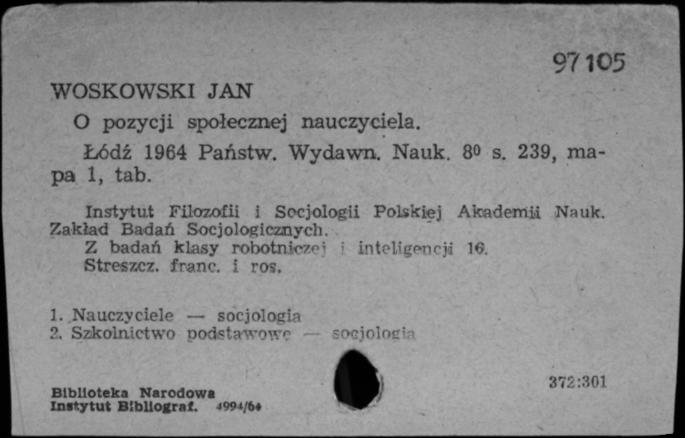 97105
WOSKOWSKI JAN
O pozycji społecznej nauczyciela.
Łódź 1964 Państw. Wydawn. Nauk. 8⁰ s. 239, ma-
pa 1, tab.
Instytut Filozofii i Socjologii Polskiej Akademii Nauk.
Zakład Badań Socjologicznych.
Z badań klasy robotniczej i inteligencji 16.
Streszcz. franc. i ros.
1. Nauczyciele — socjologia
2. Szkolnictwo podstawowe — socjologia
372:301
Biblioteka Narodowa
Instytut Bibliograf. 4994/64